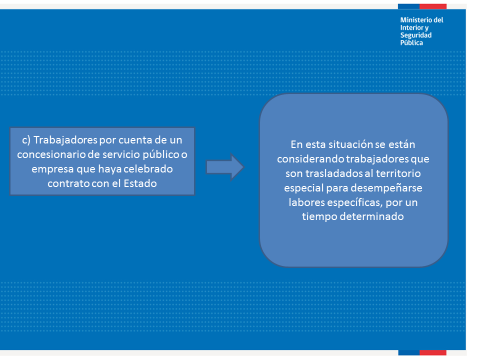 Ministerio del
Interior y
Seguridad
Pública
c) Trabajadores por cuenta de un
concesionario de servicio público o
empresa que haya celebrado
contrato con el Estado
En esta situación se están
considerando trabajadores que
son trasladados al territorio
especial para desempeñarse
labores específicas, por un
tiempo determinado